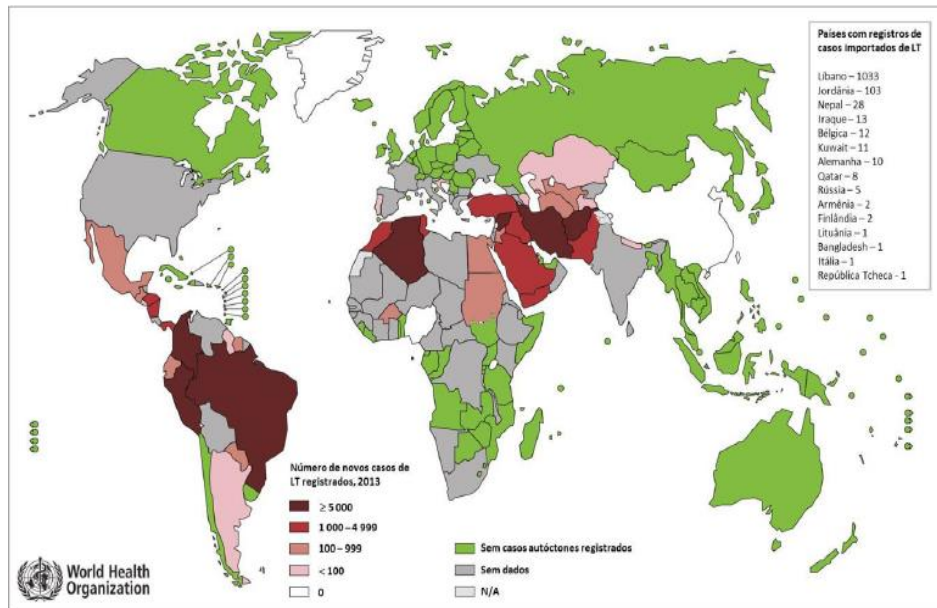 Países com registros de
casos importados de LT
Líbano – 1033
Jordânia – 103
Nepal – 28
Iraque – 13
Bélgica – 12
Kuwait – 11
Alemanha – 10
Qatar – 8
Rússia – 5
Armênia – 2
Finlândia – 2
Lituânia – 1
Bangladesh – 1
Itália – 1
República Tcheca - 1
Número de novos casos de
LT registrados, 2013
≥ 5 000
1 000 – 4 999
100 – 999
< 100
0
Sem casos autóctones registrados
Sem dados
N/A
World Health
Organization